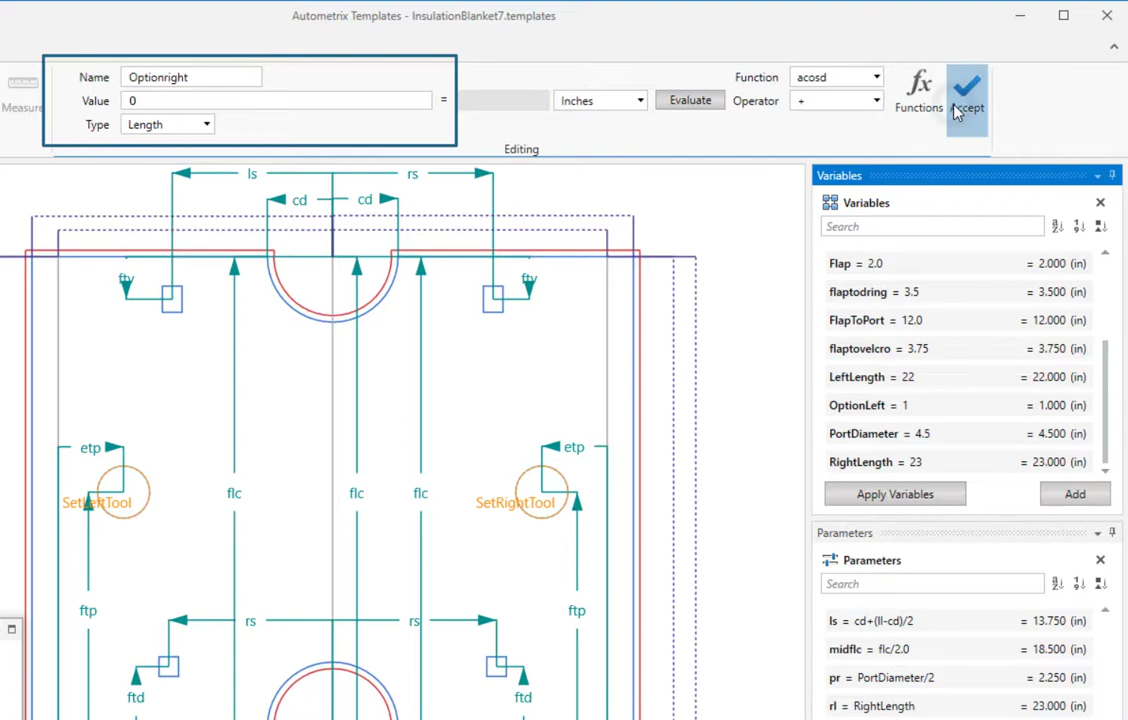 Autometrix Templates - InsulationBlanket7.templates
Measure
Name Optionright
Value 0 =
Type Length
Inches
Evaluate
Function acosd
Operator +
Functions
Accept
Editing
ls rs
cd cd
ftv ftv
etp etp
flc flc flc
SetLeftTool SetRightTool
ftp ftp
rs rs
ftd ftd
Variables
Variables
Search
Flap = 2.0 = 2.000 (in)
flaptodring = 3.5 = 3.500 (in)
FlapToPort = 12.0 = 12.000 (in)
flaptovelcro = 3.75 = 3.750 (in)
LeftLength = 22 = 22.000 (in)
OptionLeft = 1 = 1.000 (in)
PortDiameter = 4.5 = 4.500 (in)
RightLength = 23 = 23.000 (in)
Apply Variables Add
Parameters
Parameters
Search
ls = cd+(ll-cd)/2 = 13.750 (in)
midflc = flc/2.0 = 18.500 (in)
pr = PortDiameter/2 = 2.250 (in)
rl = RightLength = 23.000 (in)